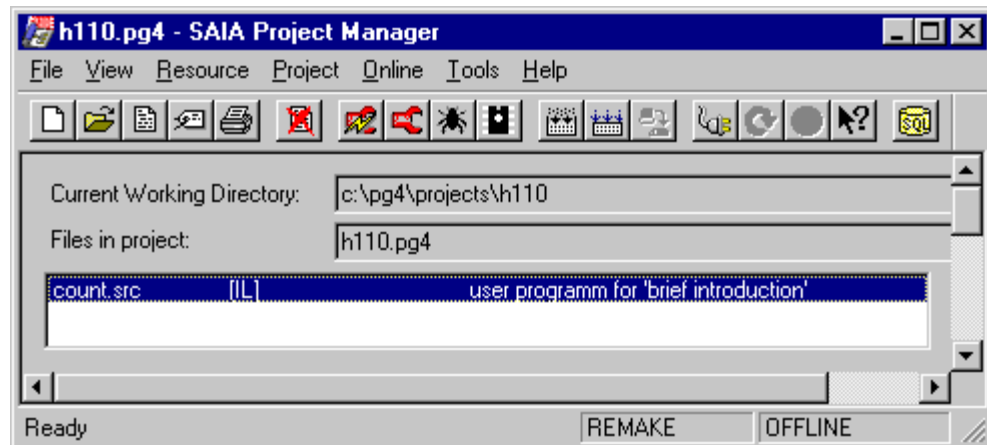 h110.pg4 - SAIA Project Manager
File View Resource Project Online Tools Help
SQL
Current Working Directory: c:\pg4\projects\h110
Files in project: h110.pg4
count.src [IL] user programm for 'brief introduction'
Ready REMAKE OFFLINE